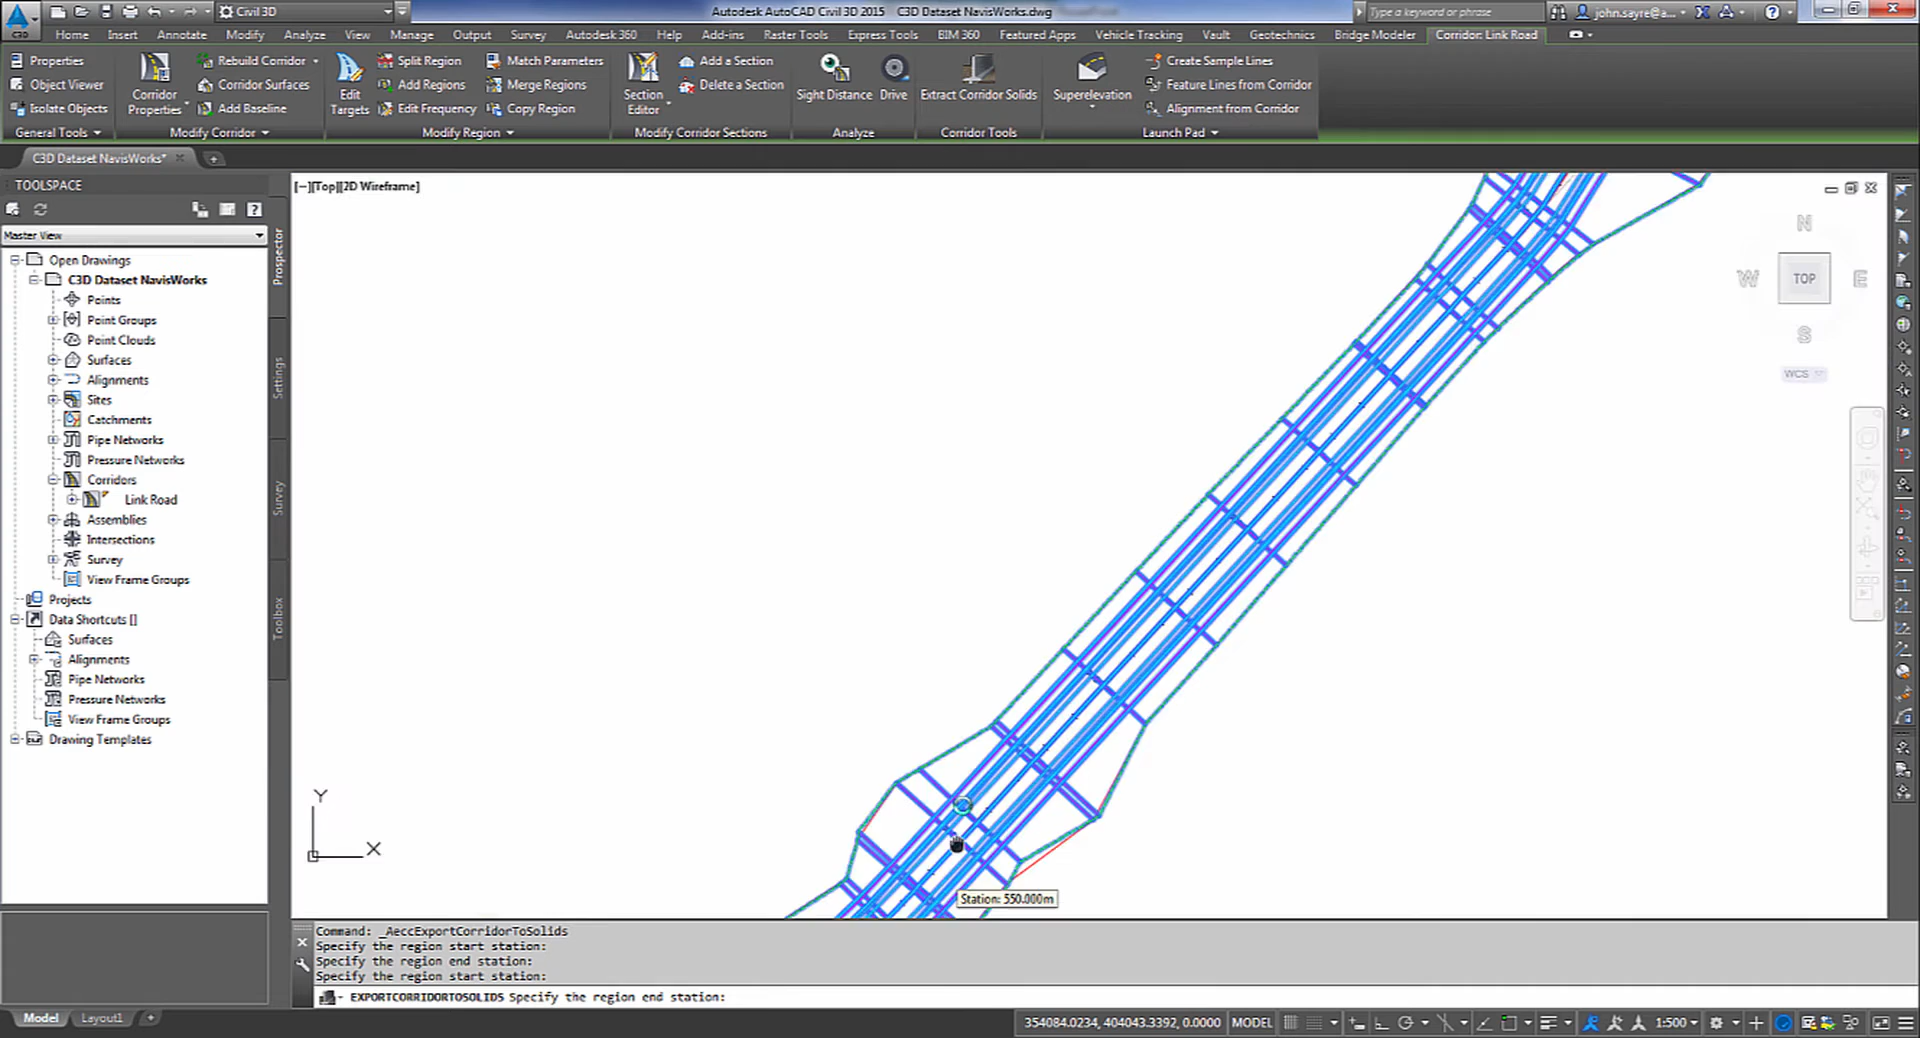 Civil 3D
Autodesk AutoCAD Civil 3D 2015 C3D Dataset NavisWorks.dwg
Type a keyword or phrase
john.sayre@a...
C3D
Home Insert Annotate Modify Analyze View Manage Output Survey Autodesk 360 Help Add-ins Raster Tools Express Tools BIM 360 Featured Apps Vehicle Tracking Vault Geotechnics Bridge Modeler Corridor: Link Road
Properties
Object Viewer
Isolate Objects
General Tools
Corridor Properties
Rebuild Corridor
Corridor Surfaces
Add Baseline
Modify Corridor
Edit Targets
Split Region
Add Regions
Edit Frequency
Match Parameters
Merge Regions
Copy Region
Modify Region
Section Editor
Add a Section
Delete a Section
Modify Corridor Sections
Sight Distance
Drive
Analyze
Extract Corridor Solids
Corridor Tools
Superelevation
Create Sample Lines
Feature Lines from Corridor
Alignment from Corridor
Launch Pad
C3D Dataset NavisWorks*
TOOLSPACE
Master View
Open Drawings
C3D Dataset NavisWorks
Points
Point Groups
Point Clouds
Surfaces
Alignments
Sites
Catchments
Pipe Networks
Pressure Networks
Corridors
Link Road
Assemblies
Intersections
Survey
View Frame Groups
Projects
Data Shortcuts []
Surfaces
Alignments
Pipe Networks
Pressure Networks
View Frame Groups
Drawing Templates
Prospector
Settings
Survey
Toolbox
[−][Top][2D Wireframe]
N
W
TOP
E
S
WCS
Y
X
Station: 550.000m
Command: _AeccExportCorridorToSolids
Specify the region start station:
Specify the region end station:
Specify the region start station:
EXPORTCORRIDORTOSOLIDS Specify the region end station:
Model Layout1
354084.0234, 404043.3392, 0.0000 MODEL
1:500